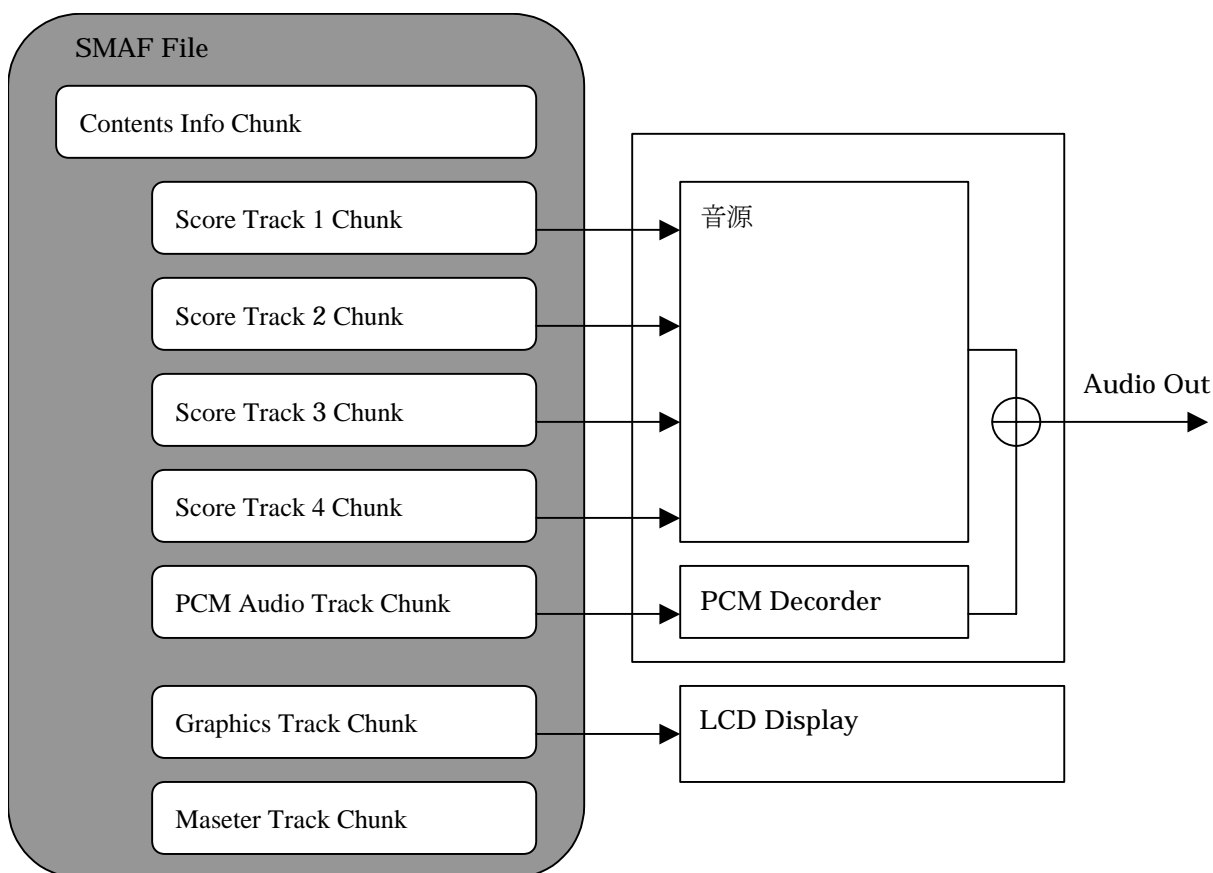 SMAF File
Contents Info Chunk
Score Track 1 Chunk
音源
Score Track 2 Chunk
Score Track 3 Chunk
Audio Out
Score Track 4 Chunk
PCM Audio Track Chunk
PCM Decorder
Graphics Track Chunk
LCD Display
Maseter Track Chunk